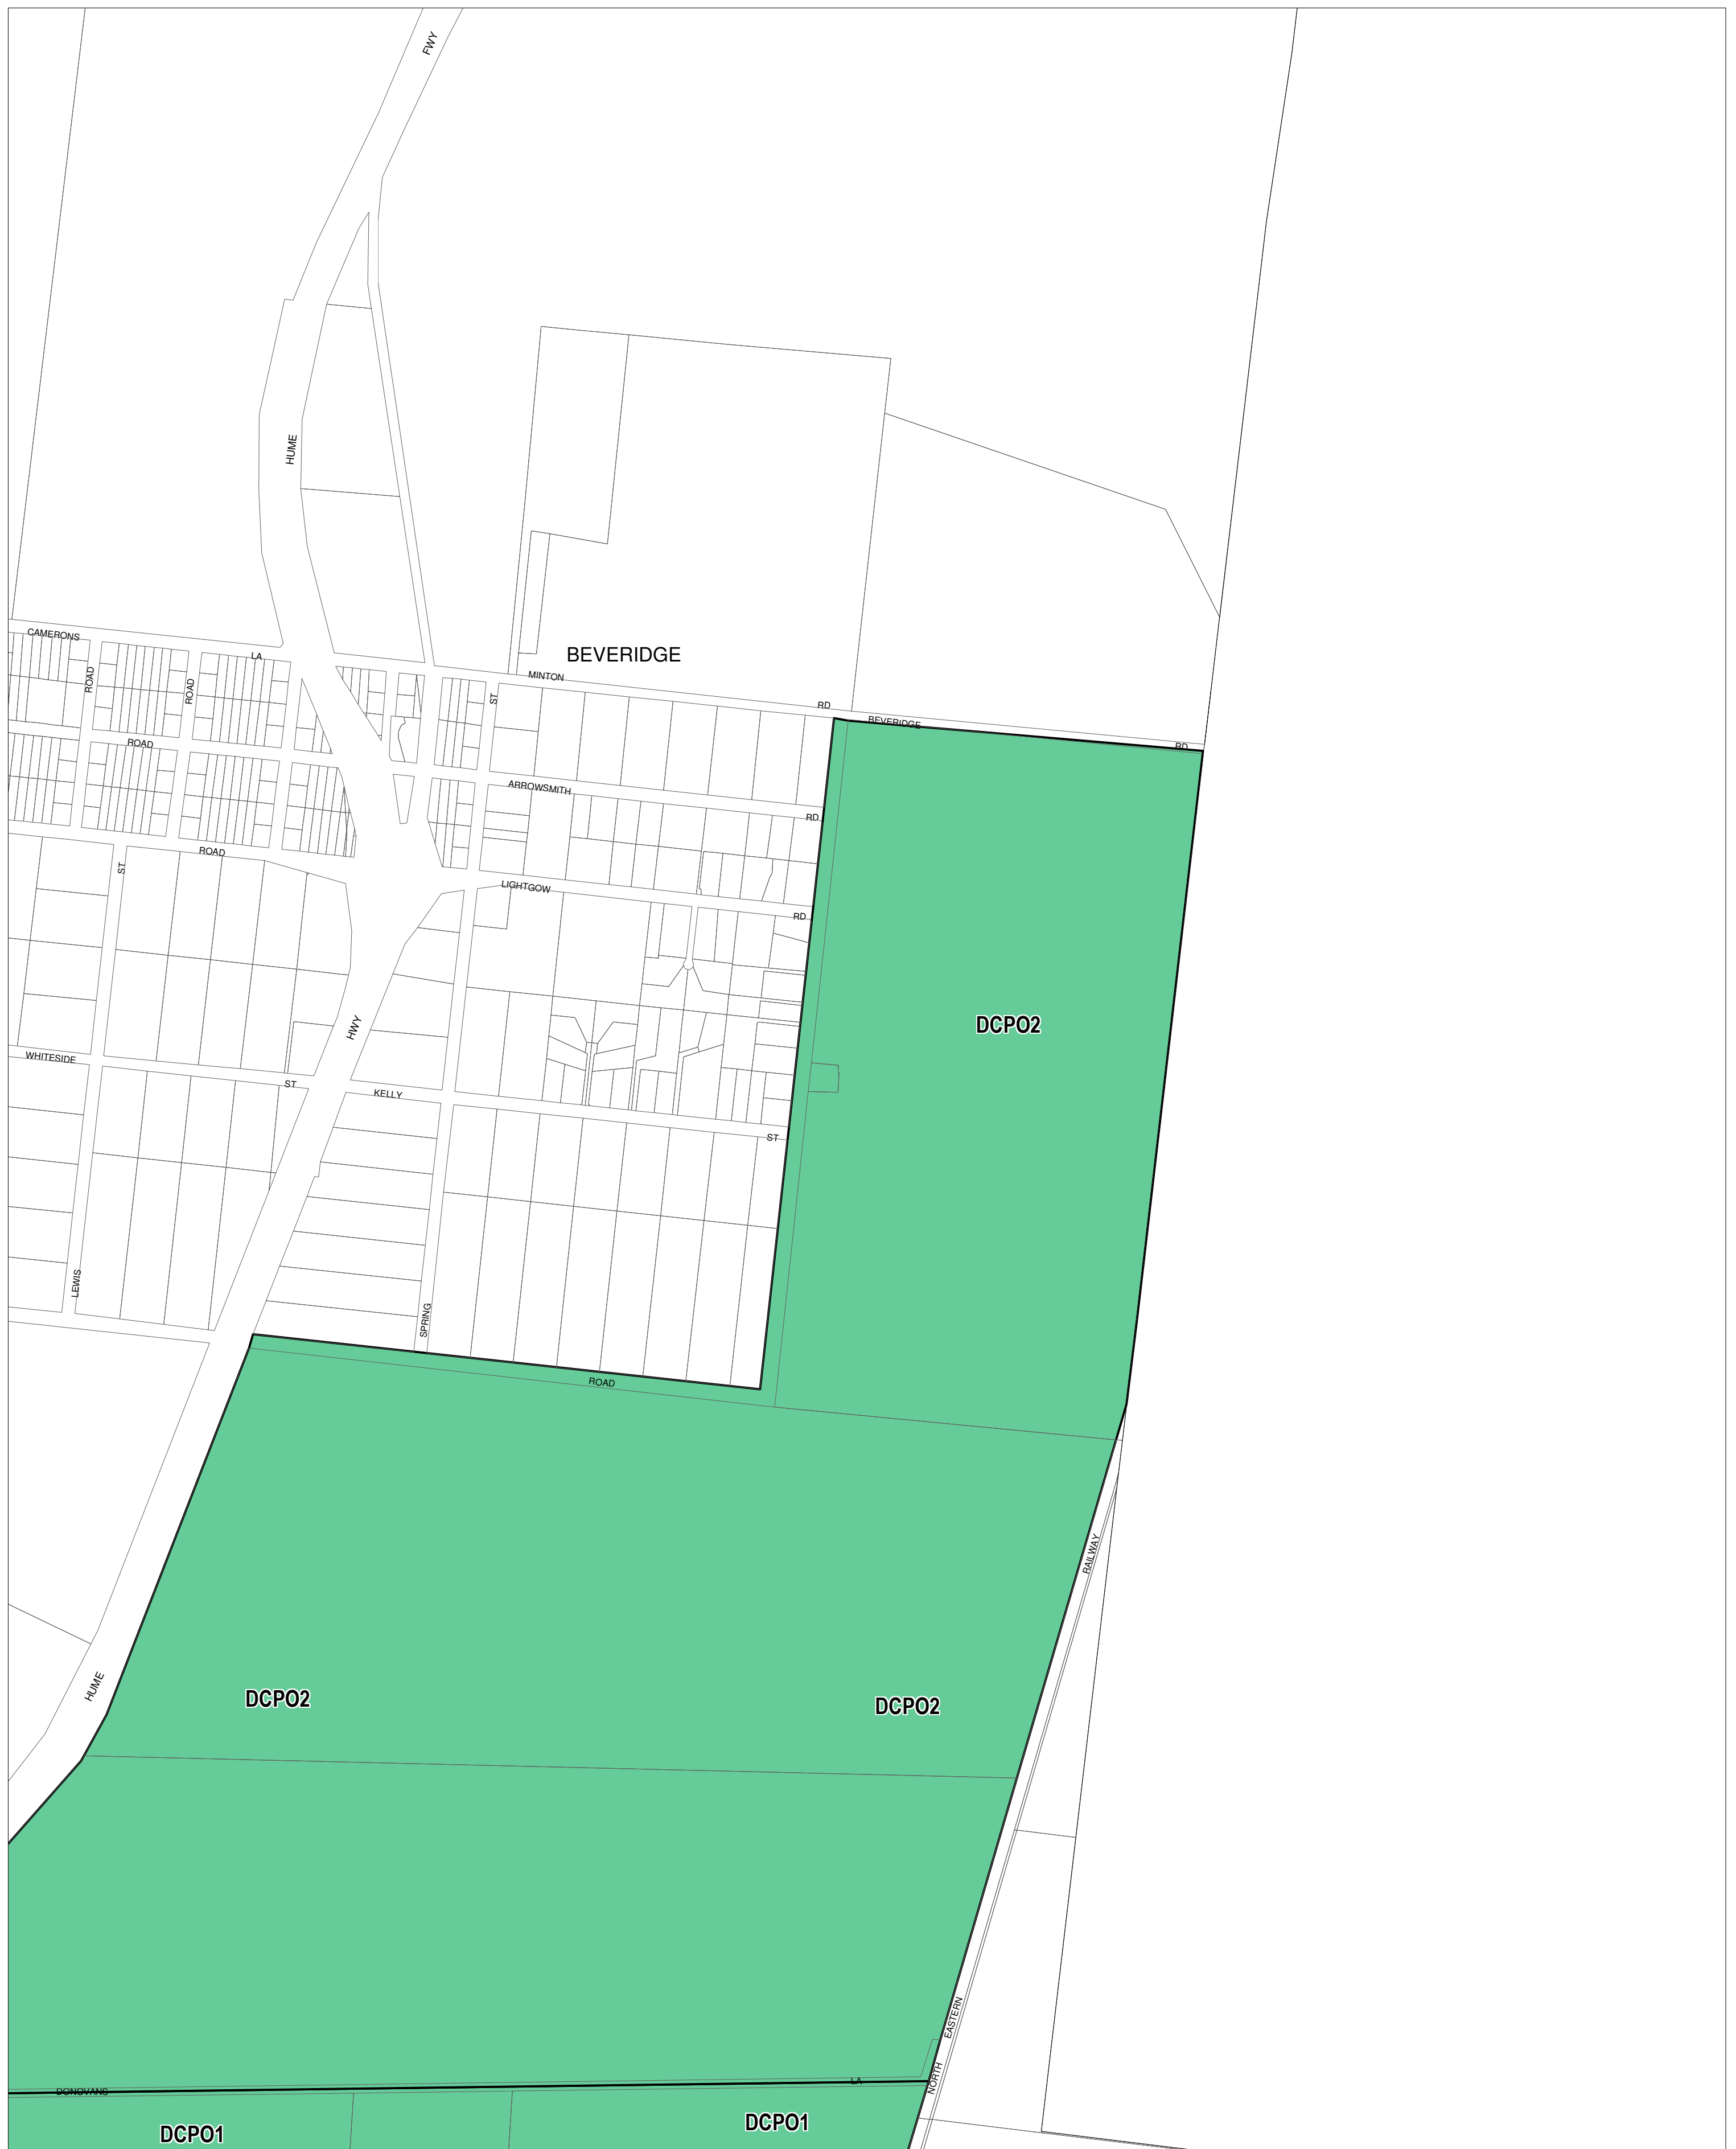 FWY
HUME
CAMERONS
LA
BEVERIDGE
MINTON
ROAD
ROAD
ST
RD
BEVERIDGE
RD
ROAD
ARROWSMITH
RD
ROAD
ST
LIGHTGOW
RD
DCPO2
HWY
WHITESIDE
ST
KELLY
ST
LEWIS
SPRING
ROAD
RAILWAY
HUME
DCPO2
DCPO2
EASTERN
NORTH
DONOVANS
LA
DCPO1
DCPO1